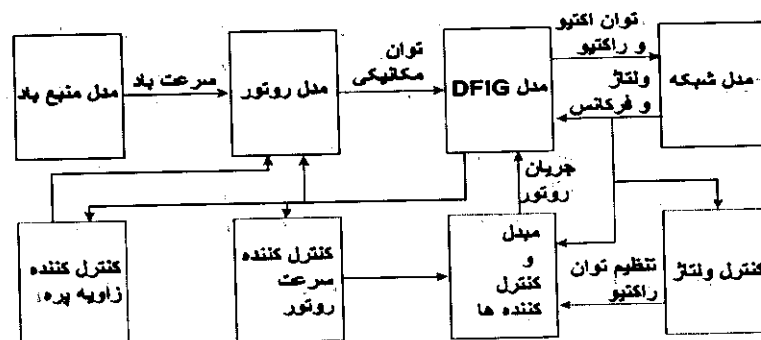 توان اکتیو
و راکتیو
توان
مکانیکی
سرعت باد
مدل منبع باد
مدل روتور
مدل DFIG
مدل شبکه
ولتاژ
و فرکانس
جریان
روتور
کنترل کننده
زاویه پره
کنترل کننده
سرعت
روتور
مبدل
و
کنترل
کننده ها
تنظیم توان
راکتیو
کنترل ولتاژ